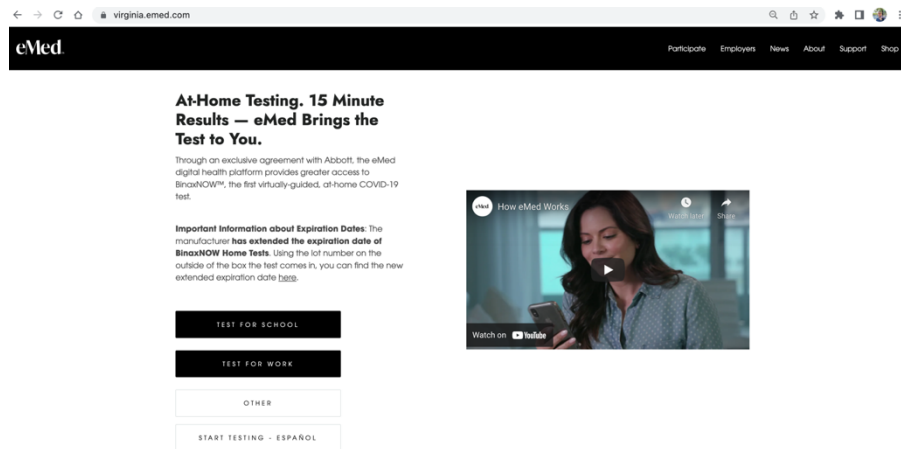 virginia.emed.com
eMed.
Participate Employers News About Support Shop
At-Home Testing. 15 Minute
Results — eMed Brings the
Test to You.
Through an exclusive agreement with Abbott, the eMed
digital health platform provides greater access to
BinaxNOW™, the first virtually-guided, at-home COVID-19
test.
Important Information about Expiration Dates: The
manufacturer has extended the expiration date of
BinaxNOW Home Tests. Using the lot number on the
outside of the box the test comes in, you can find the new
extended expiration date here.
TEST FOR SCHOOL
TEST FOR WORK
OTHER
START TESTING - ESPAÑOL
eMed How eMed Works
Watch later Share
Watch on YouTube